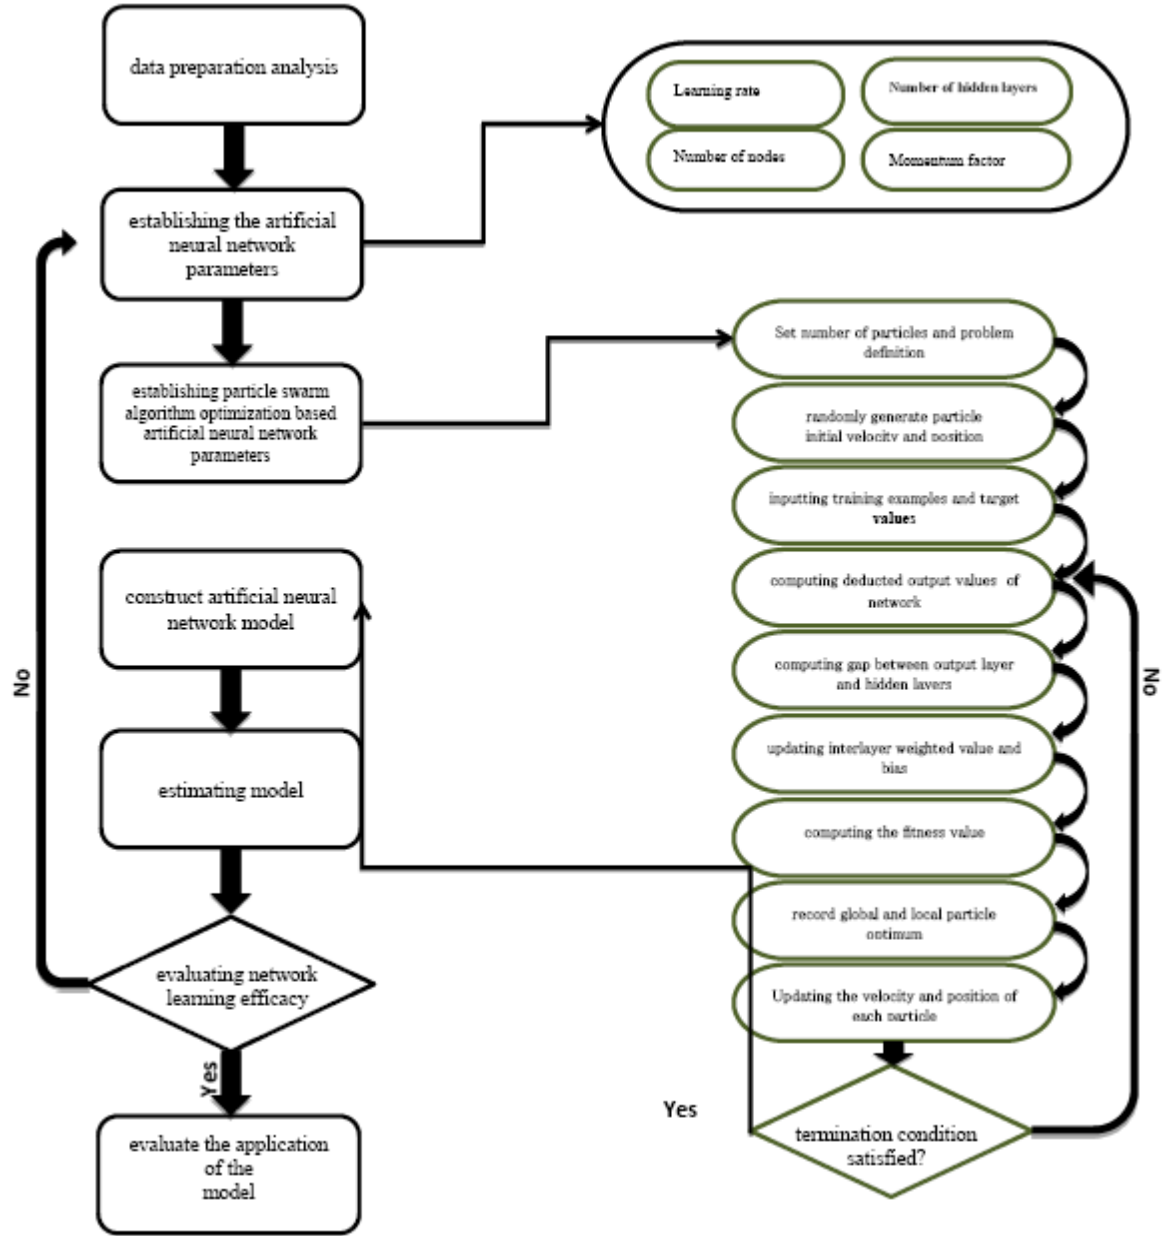 data preparation analysis
Learning rate
Number of hidden layers
Number of nodes
Momentum factor
establishing the artificial
neural network
parameters
establishing particle swarm
algorithm optimization based
artificial neural network
parameters
Set number of particles and problem
definition
randomly generate particle
initial velocity and position
inputting training examples and target
values
computing deducted output values of
network
computing gap between output layer
and hidden layers
updating interlayer weighted value and
bias
computing the fitness value
record global and local particle
optimum
Updating the velocity and position of
each particle
termination condition
satisfied?
Yes
No
construct artificial neural
network model
estimating model
evaluating network
learning efficacy
No
Yes
evaluate the application
of the
model